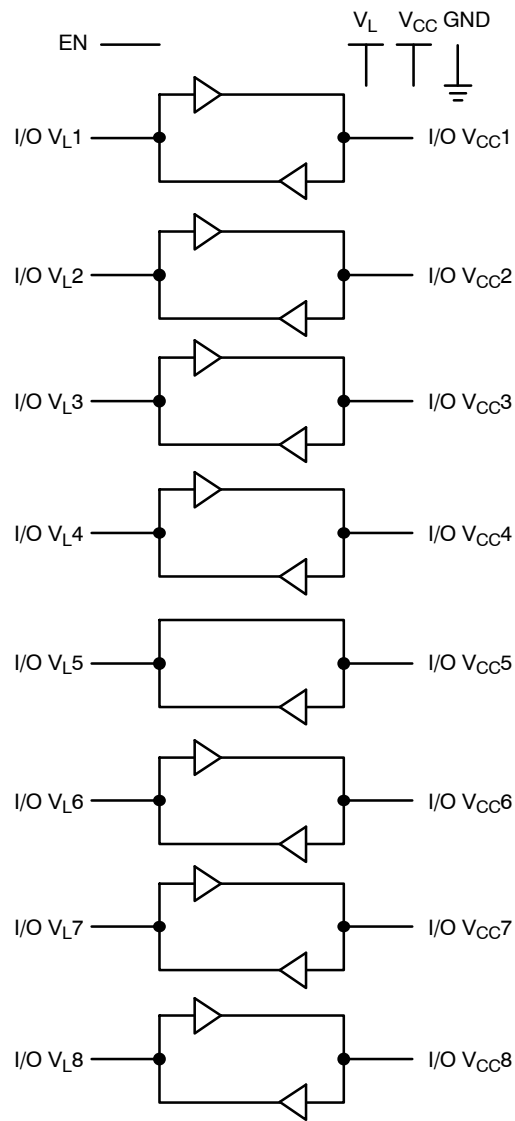 EN V_L V_CC GND
I/O V_L1 I/O V_CC1
I/O V_L2 I/O V_CC2
I/O V_L3 I/O V_CC3
I/O V_L4 I/O V_CC4
I/O V_L5 I/O V_CC5
I/O V_L6 I/O V_CC6
I/O V_L7 I/O V_CC7
I/O V_L8 I/O V_CC8